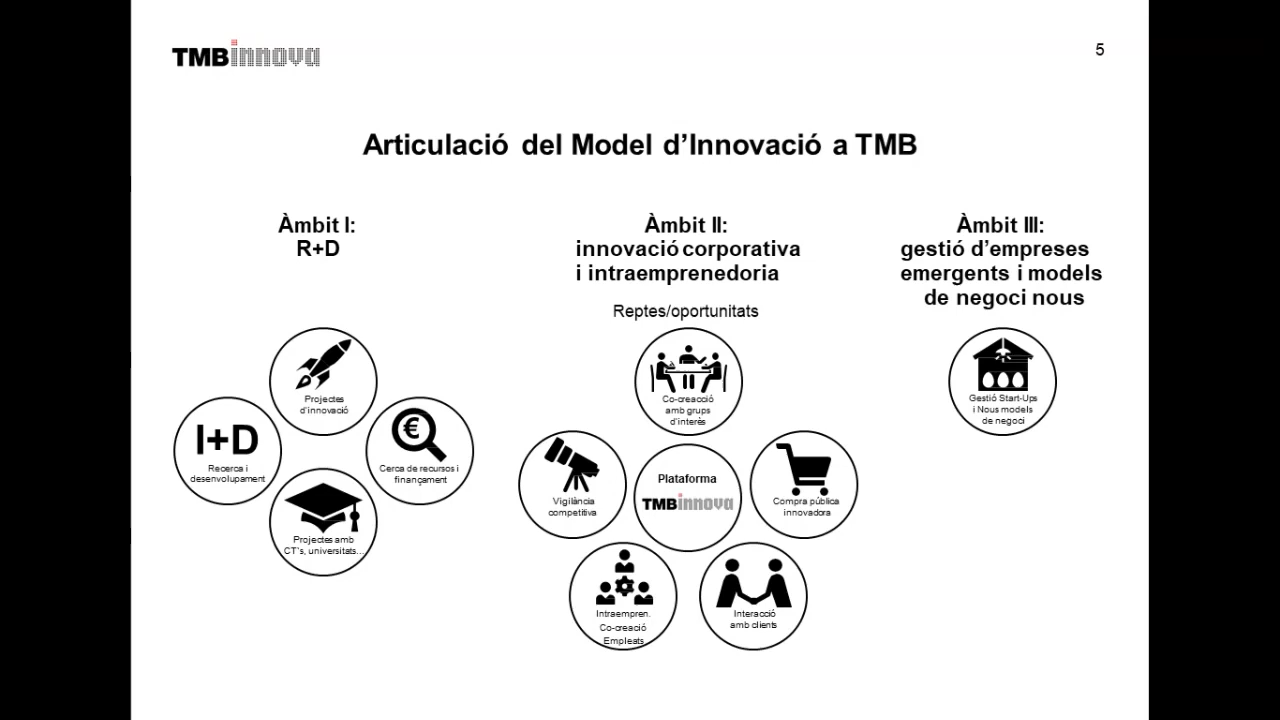 TMBinnova
5
Articulació del Model d'Innovació a TMB
Àmbit I:
R+D
Projectes
d'innovació
I+D
Recerca i
desenvolupament
€
Cerca de recursos i
finançament
Projectes amb
CT's, universitats...
Àmbit II:
innovació corporativa
i intraemprenedoria
Reptes/oportunitats
Co-creacció
amb grups
d'interès
Vigilància
competitiva
Plataforma
TMBinnova
Compra pública
innovadora
Intraempren.
Co-creació
Empleats
Interacció
amb clients
Àmbit III:
gestió d'empreses
emergents i models
de negoci nous
Gestió Start-Ups
i Nous models
de negoci